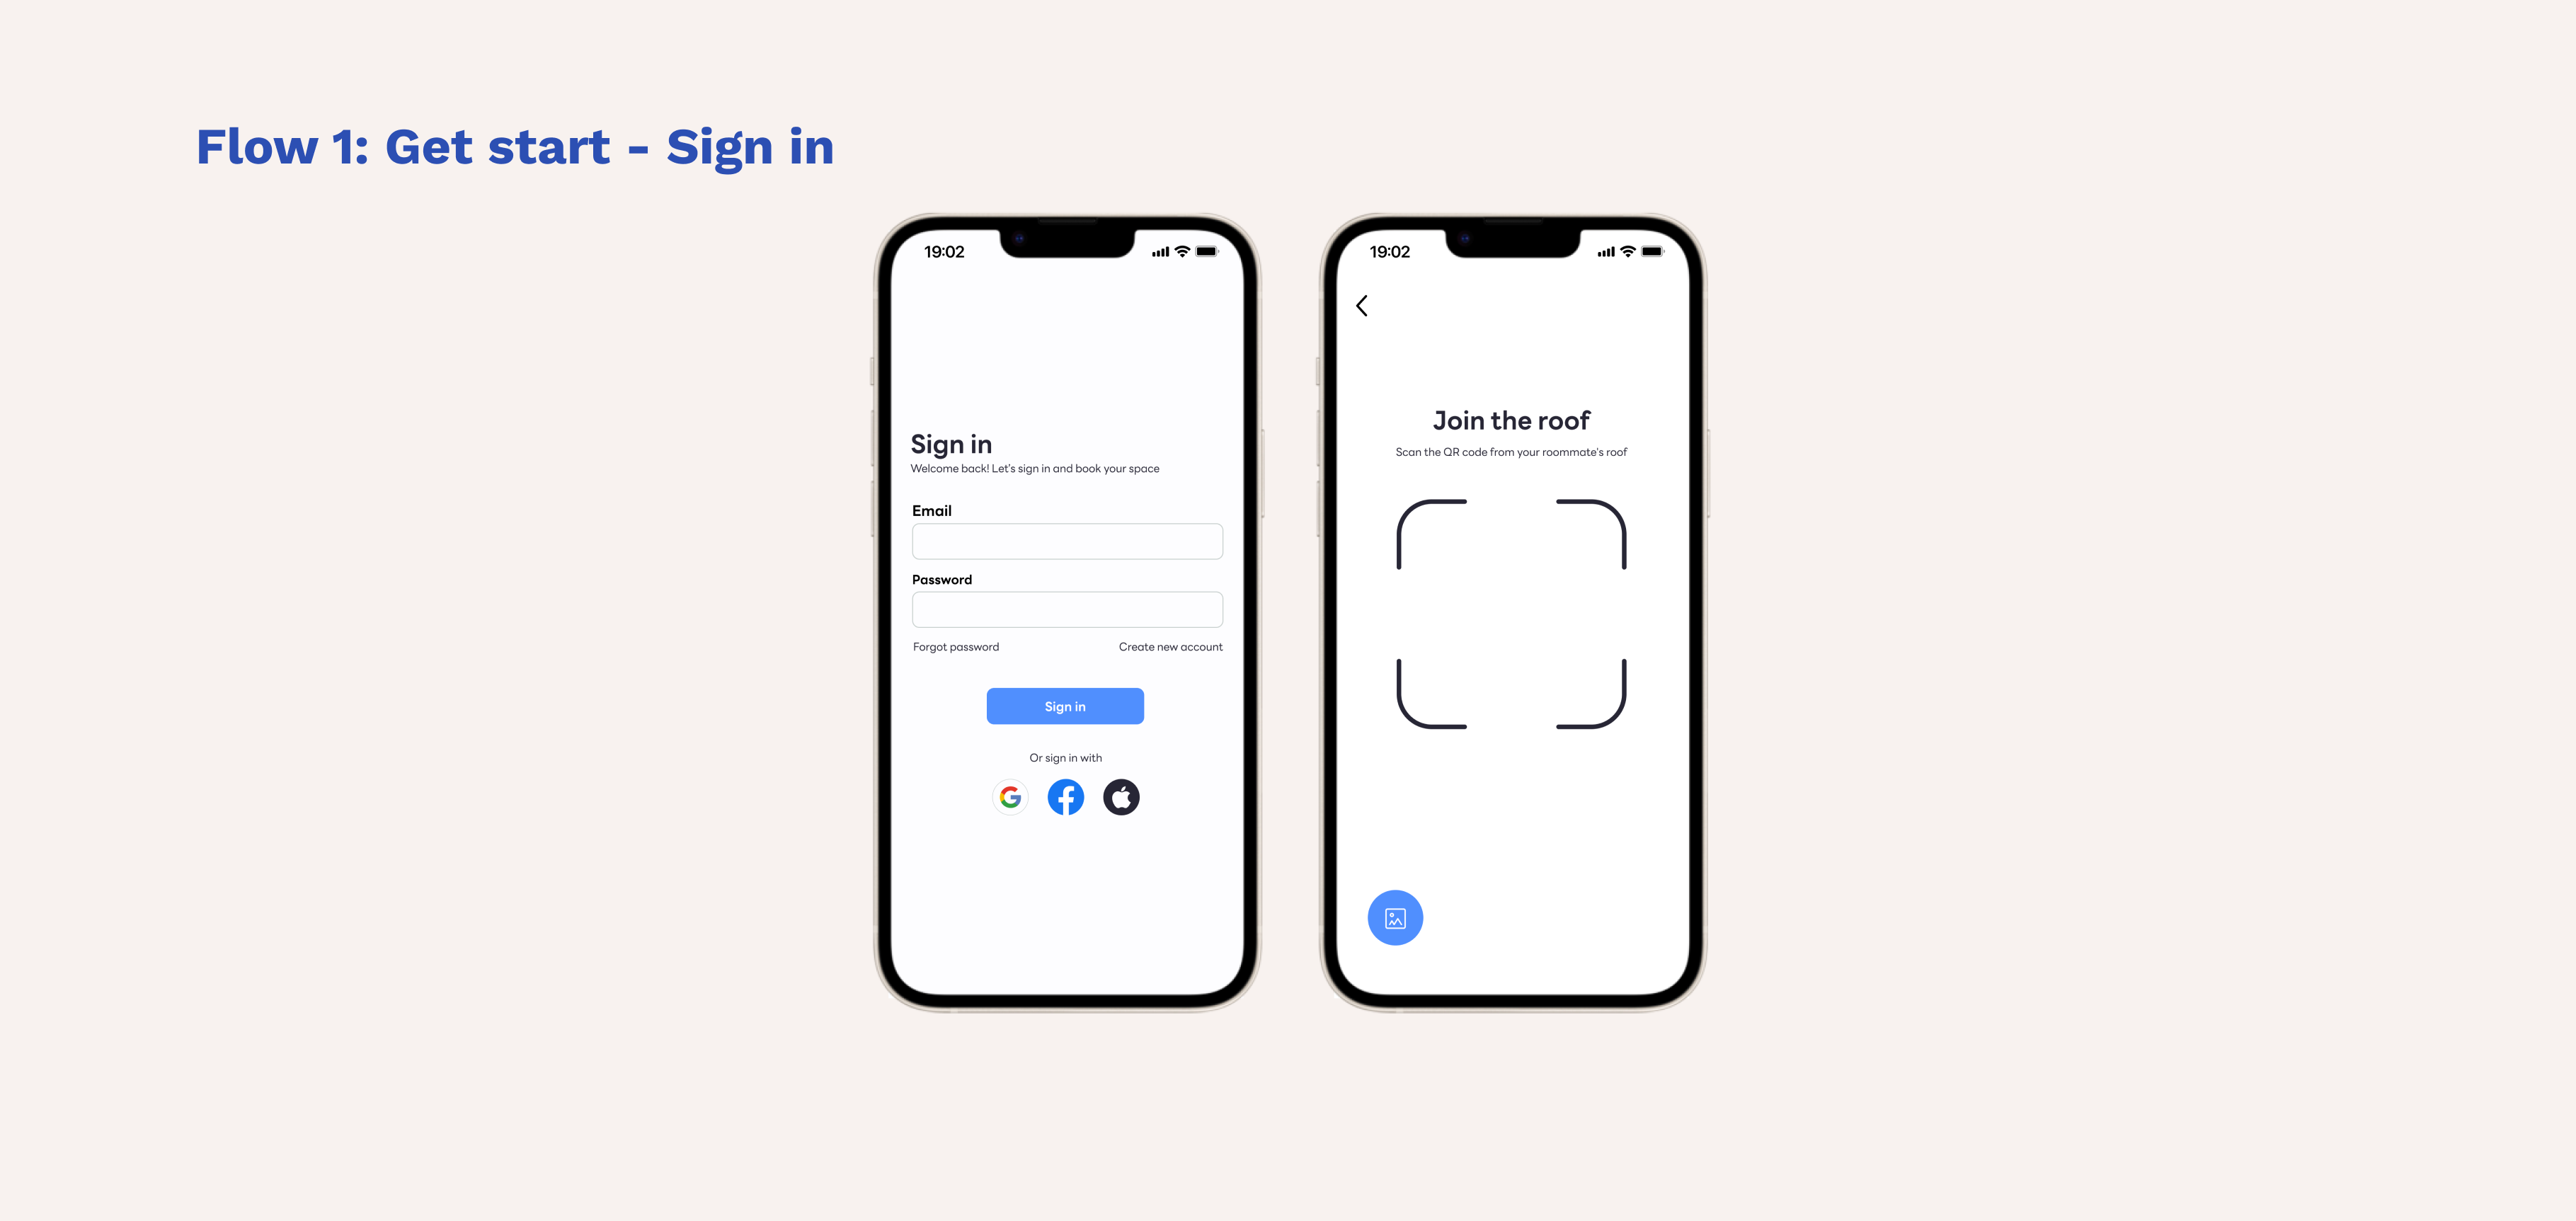 Flow 1: Get start - Sign in
19:02
Sign in
Welcome back! Let's sign in and book your space
Email
Password
Forgot password
Create new account
Sign in
Or sign in with
19:02
Join the roof
Scan the QR code from your roommate's roof